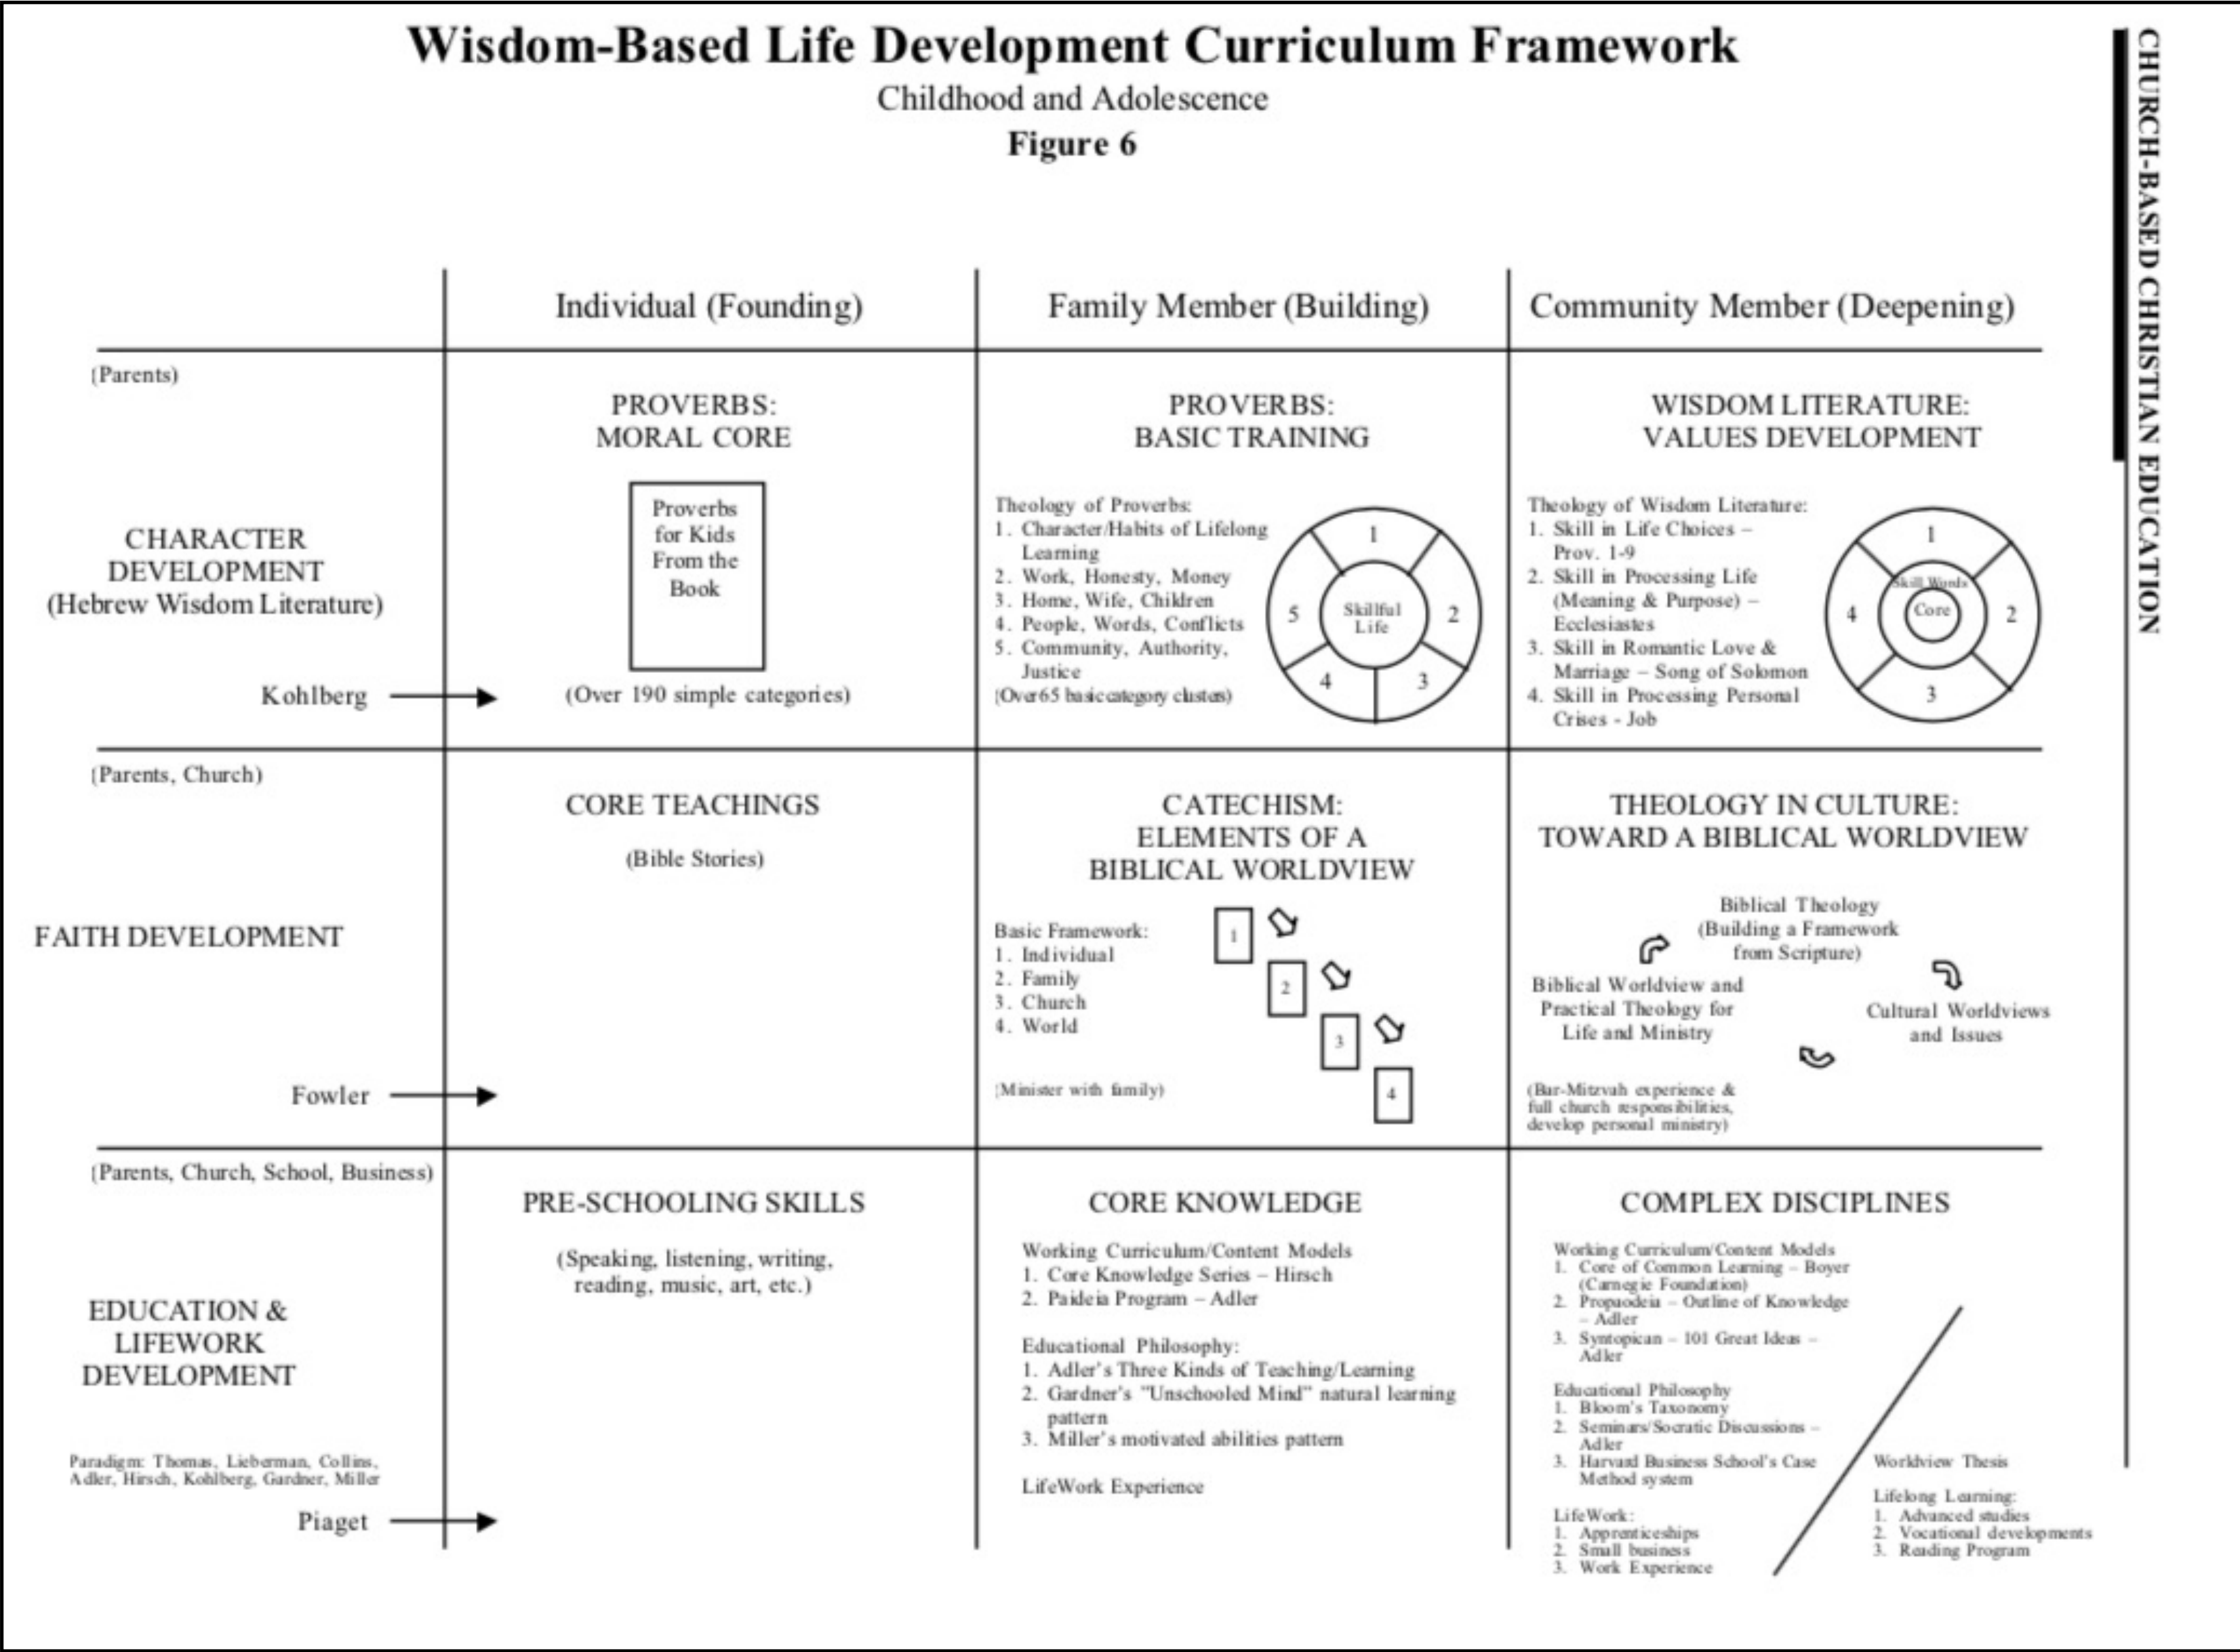 Wisdom-Based Life Development Curriculum Framework
Childhood and Adolescence
Figure 6
CHURCH-BASED CHRISTIAN EDUCATION
Individual (Founding)
Family Member (Building)
Community Member (Deepening)
(Parents)
CHARACTER
DEVELOPMENT
(Hebrew Wisdom Literature)
Kohlberg
PROVERBS:
MORAL CORE
Proverbs
for Kids
From the
Book
(Over 190 simple categories)
PROVERBS:
BASIC TRAINING
Theology of Proverbs:
1. Character/Habits of Lifelong
Learning
2. Work, Honesty, Money
3. Home, Wife, Children
4. People, Words, Conflicts
5. Community, Authority,
Justice
(Over 65 basic category clusters)
1
2
3
4
5
Skillful
Life
WISDOM LITERATURE:
VALUES DEVELOPMENT
Theology of Wisdom Literature:
1. Skill in Life Choices –
Prov. 1-9
2. Skill in Processing Life
(Meaning & Purpose) –
Ecclesiastes
3. Skill in Romantic Love &
Marriage – Song of Solomon
4. Skill in Processing Personal
Crises - Job
1
2
3
4
Skill Words
Core
(Parents, Church)
FAITH DEVELOPMENT
Fowler
CORE TEACHINGS
(Bible Stories)
CATECHISM:
ELEMENTS OF A
BIBLICAL WORLDVIEW
Basic Framework:
1. Individual
2. Family
3. Church
4. World
(Minister with family)
1
2
3
4
THEOLOGY IN CULTURE:
TOWARD A BIBLICAL WORLDVIEW
Biblical Theology
(Building a Framework
from Scripture)
Biblical Worldview and
Practical Theology for
Life and Ministry
Cultural Worldviews
and Issues
(Bar-Mitzvah experience &
full church responsibilities,
develop personal ministry)
(Parents, Church, School, Business)
EDUCATION &
LIFEWORK
DEVELOPMENT
Paradigm: Thomas, Lieberman, Collins,
Adler, Hirsch, Kohlberg, Gardner, Miller
Piaget
PRE-SCHOOLING SKILLS
(Speaking, listening, writing,
reading, music, art, etc.)
CORE KNOWLEDGE
Working Curriculum/Content Models
1. Core Knowledge Series – Hirsch
2. Paideia Program – Adler
Educational Philosophy:
1. Adler's Three Kinds of Teaching/Learning
2. Gardner's "Unschooled Mind" natural learning
pattern
3. Miller's motivated abilities pattern
LifeWork Experience
COMPLEX DISCIPLINES
Working Curriculum/Content Models
1. Core of Common Learning – Boyer
(Carnegie Foundation)
2. Propaodeia – Outline of Knowledge
– Adler
3. Syntopican – 101 Great Ideas –
Adler
Educational Philosophy
1. Bloom's Taxonomy
2. Seminars/Socratic Discussions –
Adler
3. Harvard Business School's Case
Method system
LifeWork:
1. Apprenticeships
2. Small business
3. Work Experience
Worldview Thesis
Lifelong Learning:
1. Advanced studies
2. Vocational developments
3. Reading Program